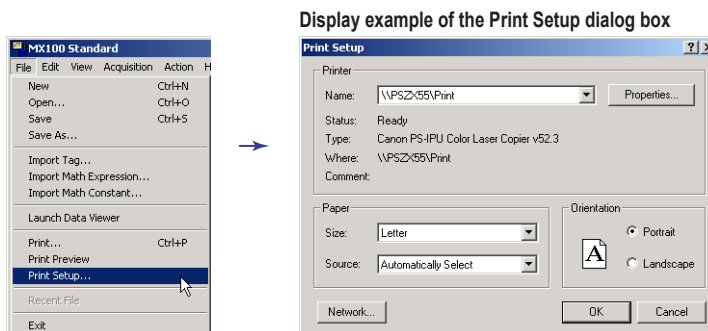 Display example of the Print Setup dialog box
MX100 Standard
File Edit View Acquisition Action H
New Ctrl+N
Open... Ctrl+O
Save Ctrl+S
Save As...
Import Tag...
Import Math Expression...
Import Math Constant...
Launch Data Viewer
Print... Ctrl+P
Print Preview
Print Setup...
Recent File
Exit
Print Setup
Printer
Name: \\PSZX55\Print Properties...
Status: Ready
Type: Canon PS-IPU Color Laser Copier v52.3
Where: \\PSZX55\Print
Comment:
Paper
Size: Letter
Source: Automatically Select
Orientation
A
Portrait
Landscape
Network... OK Cancel